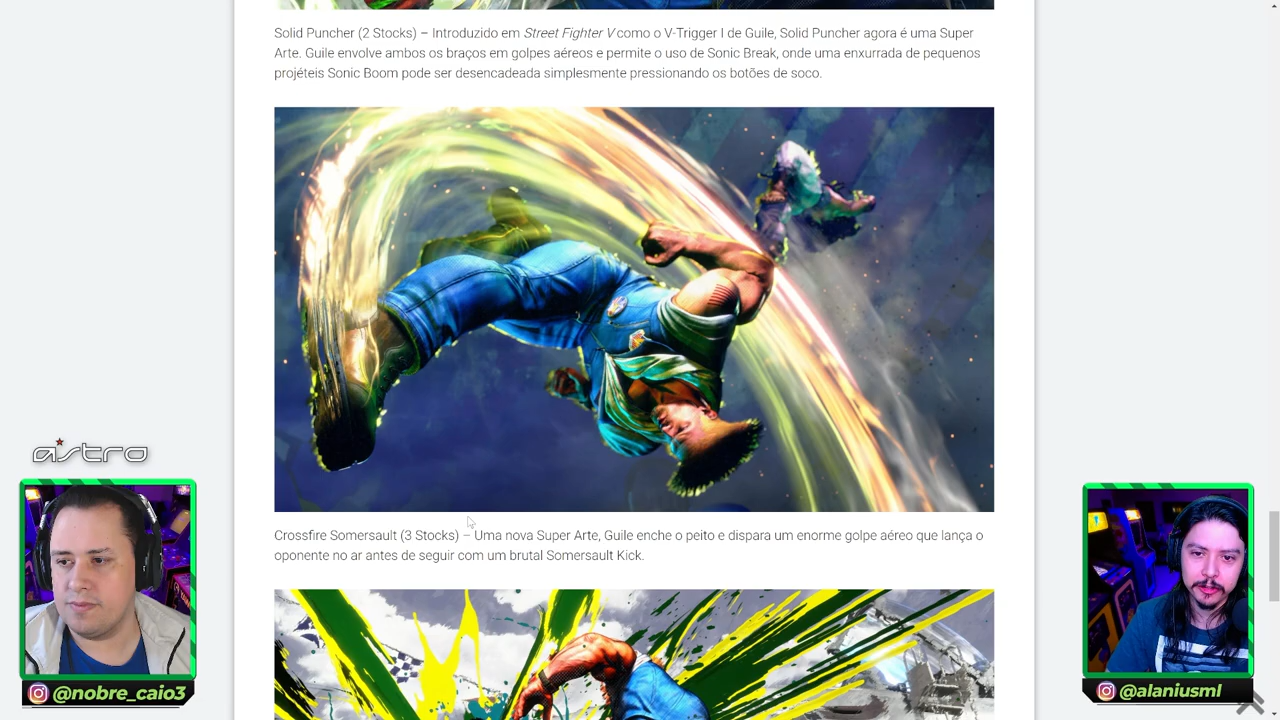 Solid Puncher (2 Stocks) – Introduzido em Street Fighter V como o V-Trigger I de Guile, Solid Puncher agora é uma Super
Arte. Guile envolve ambos os braços em golpes aéreos e permite o uso de Sonic Break, onde uma enxurrada de pequenos
projéteis Sonic Boom pode ser desencadeada simplesmente pressionando os botões de soco.
Crossfire Somersault (3 Stocks) – Uma nova Super Arte, Guile enche o peito e dispara um enorme golpe aéreo que lança o
oponente no ar antes de seguir com um brutal Somersault Kick.
astro
@nobre_caio3
@alaniusml